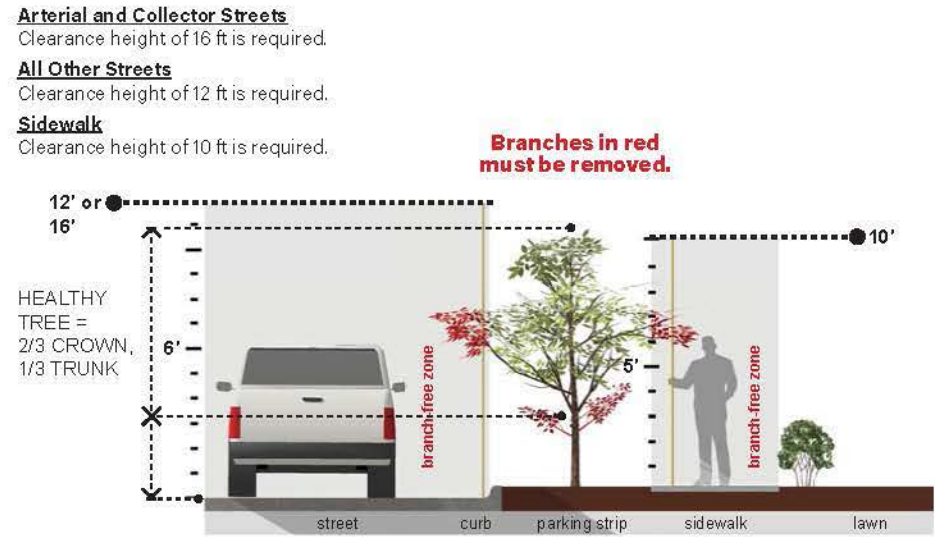 Arterial and Collector Streets
Clearance height of 16 ft is required.
All Other Streets
Clearance height of 12 ft is required.
Sidewalk
Clearance height of 10 ft is required.
Branches in red
must be removed.
12' or
16'
10'
HEALTHY
TREE =
2/3 CROWN,
1/3 TRUNK
6'
5'
branch-free zone
branch-free zone
street
curb
parking strip
sidewalk
lawn